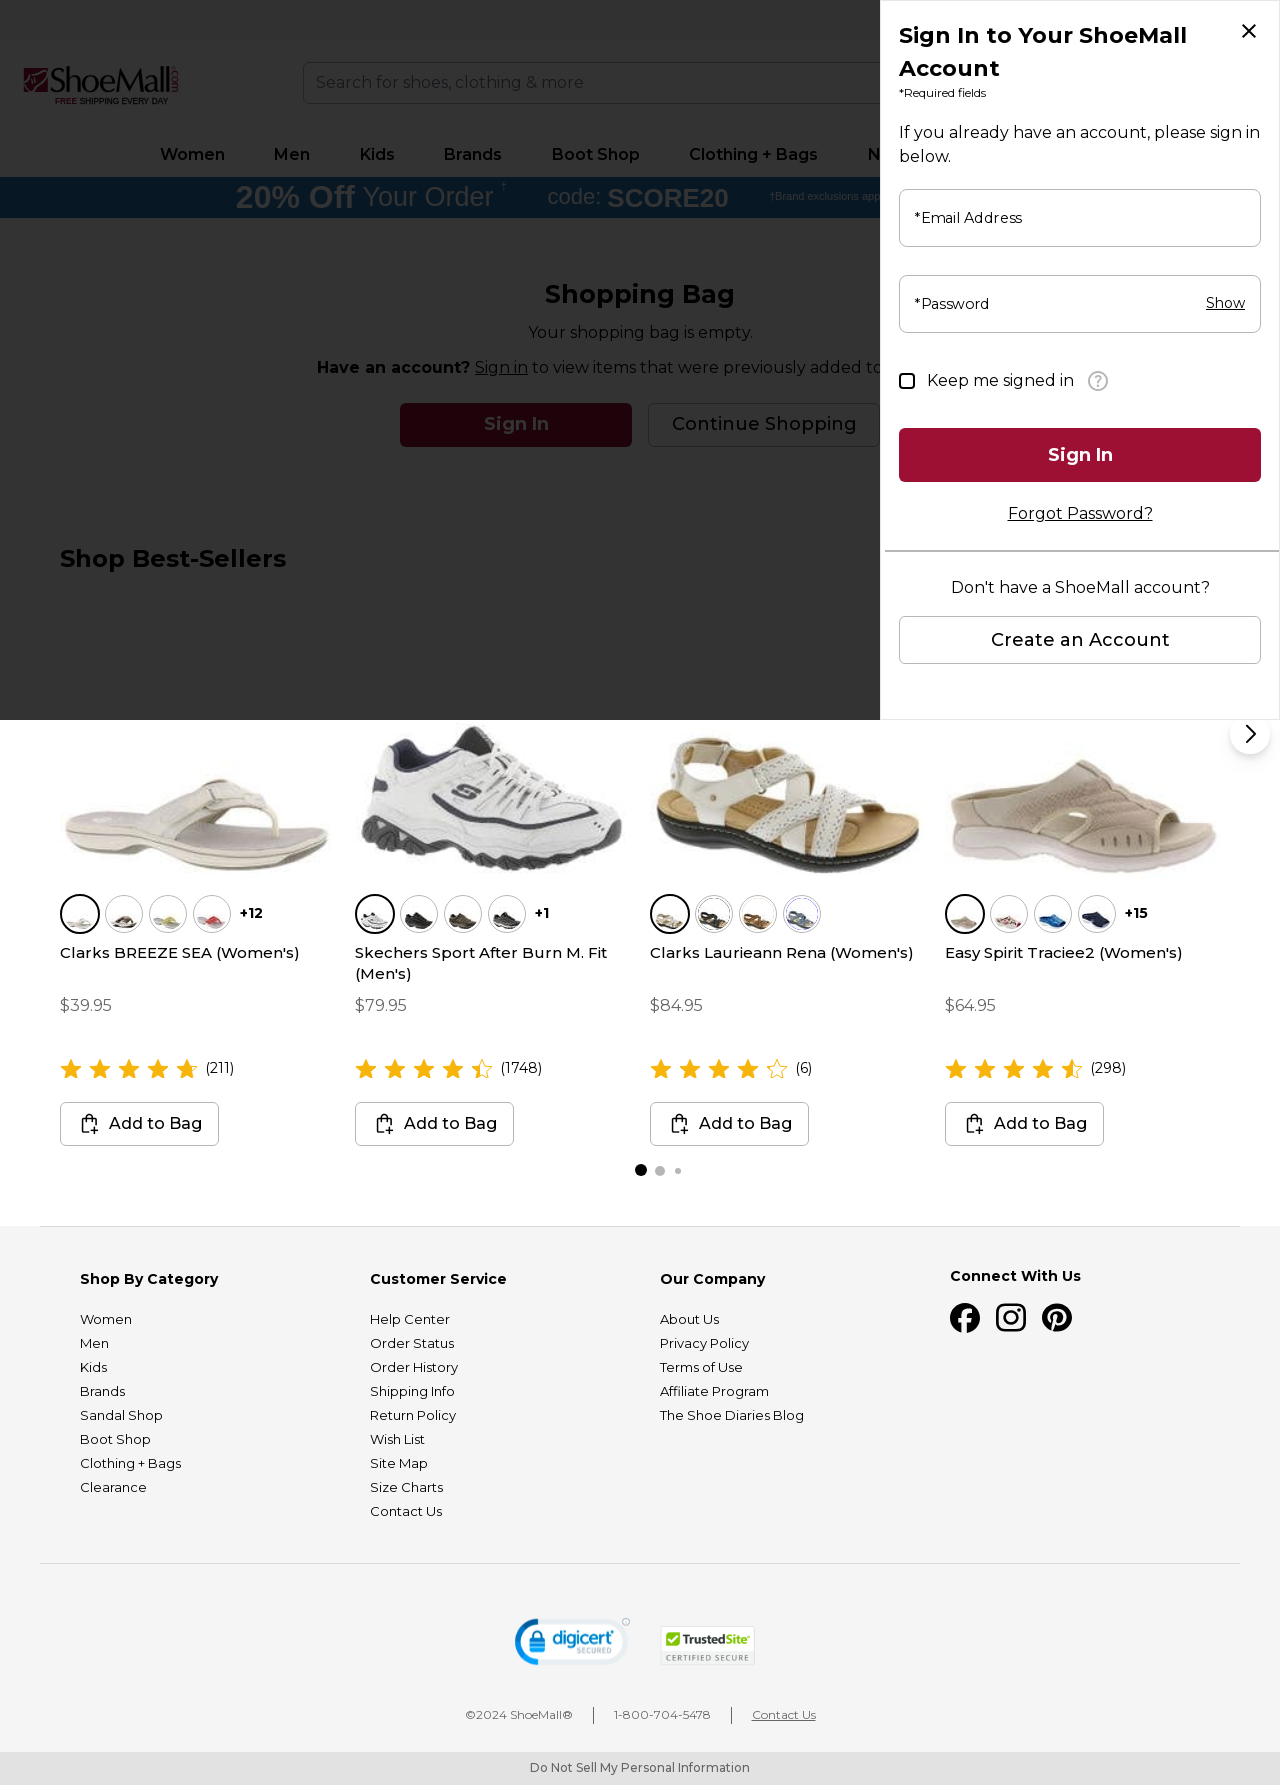 ShoeMall.com
FREE SHIPPING EVERY DAY
Search for shoes, clothing & more
Women Men Kids Brands Boot Shop Clothing + Bags N
20% Off Your Order † code: SCORE20 †Brand exclusions app
Shopping Bag
Your shopping bag is empty.
Have an account? Sign in to view items that were previously added to
Sign In Continue Shopping
Shop Best-Sellers
Sign In to Your ShoeMall
Account
*Required fields
If you already have an account, please sign in
below.
*Email Address
*Password Show
Keep me signed in ?
Sign In
Forgot Password?
Don't have a ShoeMall account?
Create an Account
+12 +1 +15
Clarks BREEZE SEA (Women's)
$39.95
(211)
Add to Bag
Skechers Sport After Burn M. Fit
(Men's)
$79.95
(1748)
Add to Bag
Clarks Laurieann Rena (Women's)
$84.95
(6)
Add to Bag
Easy Spirit Traciee2 (Women's)
$64.95
(298)
Add to Bag
Shop By Category
Women
Men
Kids
Brands
Sandal Shop
Boot Shop
Clothing + Bags
Clearance
Customer Service
Help Center
Order Status
Order History
Shipping Info
Return Policy
Wish List
Site Map
Size Charts
Contact Us
Our Company
About Us
Privacy Policy
Terms of Use
Affiliate Program
The Shoe Diaries Blog
Connect With Us
digicert
SECURED
TrustedSite
CERTIFIED SECURE
©2024 ShoeMall® 1-800-704-5478 Contact Us
Do Not Sell My Personal Information